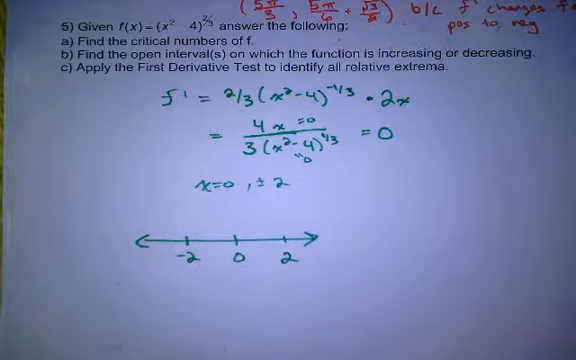 (5π/3, 5π/6 + √3/2) b/c f' changes f
pos to neg
5) Given f(x) = (x² 4)^⅔ answer the following:
a) Find the critical numbers of f.
b) Find the open interval(s) on which the function is increasing or decreasing.
c) Apply the First Derivative Test to identify all relative extrema.
f' = 2/3 (x²-4)^-1/3 · 2x
= 4x =0 / 3(x²-4)^1/3 = 0
=0
x=0, ±2
-2 0 2